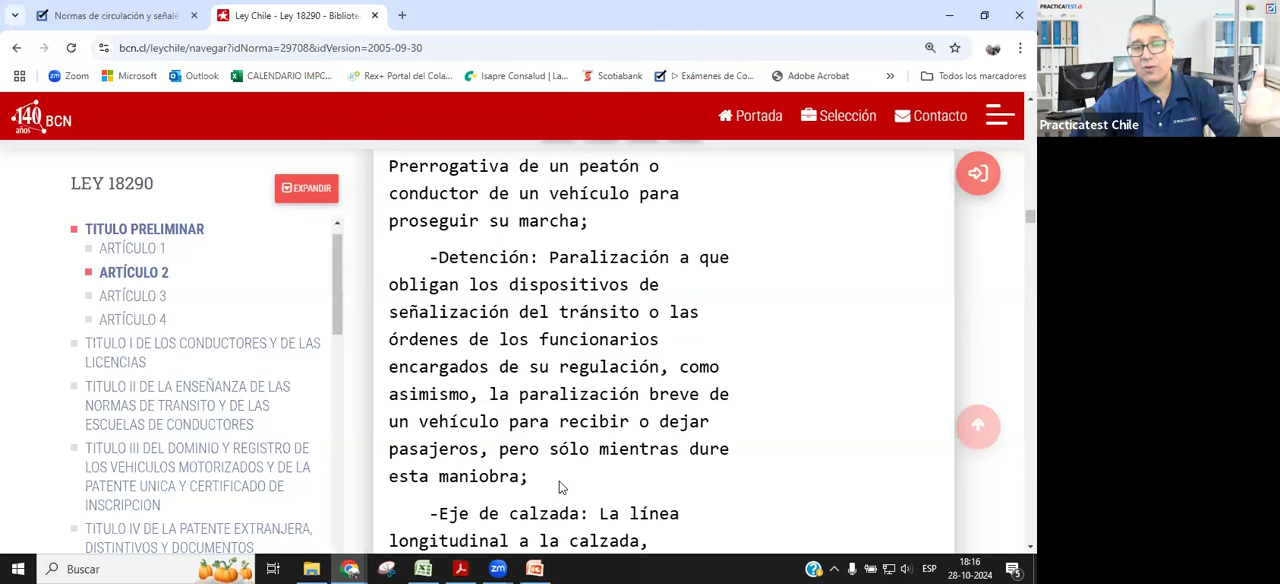 Normas de circulación y señale
Ley Chile - Ley 18290 - Bibliote
bcn.cl/leychile/navegar?idNorma=29708&idVersion=2005-09-30
Zoom
Microsoft
Outlook
CALENDARIO IMPC...
Rex+ Portal del Cola...
Isapre Consalud | La...
Scotiabank
Exámenes de Co...
Adobe Acrobat
»
Todos los marcadores
140 años BCN
Portada
Selección
Contacto
LEY 18290
EXPANDIR
TITULO PRELIMINAR
ARTÍCULO 1
ARTÍCULO 2
ARTÍCULO 3
ARTÍCULO 4
TITULO I DE LOS CONDUCTORES Y DE LAS
LICENCIAS
TITULO II DE LA ENSEÑANZA DE LAS
NORMAS DE TRANSITO Y DE LAS
ESCUELAS DE CONDUCTORES
TITULO III DEL DOMINIO Y REGISTRO DE
LOS VEHICULOS MOTORIZADOS Y DE LA
PATENTE UNICA Y CERTIFICADO DE
INSCRIPCION
TITULO IV DE LA PATENTE EXTRANJERA,
DISTINTIVOS Y DOCUMENTOS
Prerrogativa de un peatón o
conductor de un vehículo para
proseguir su marcha;
-Detención: Paralización a que
obligan los dispositivos de
señalización del tránsito o las
órdenes de los funcionarios
encargados de su regulación, como
asimismo, la paralización breve de
un vehículo para recibir o dejar
pasajeros, pero sólo mientras dure
esta maniobra;
-Eje de calzada: La línea
longitudinal a la calzada,
PRACTICATEST.cl
Practicatest Chile
Buscar
ESP
18:16
28-10-2024
5